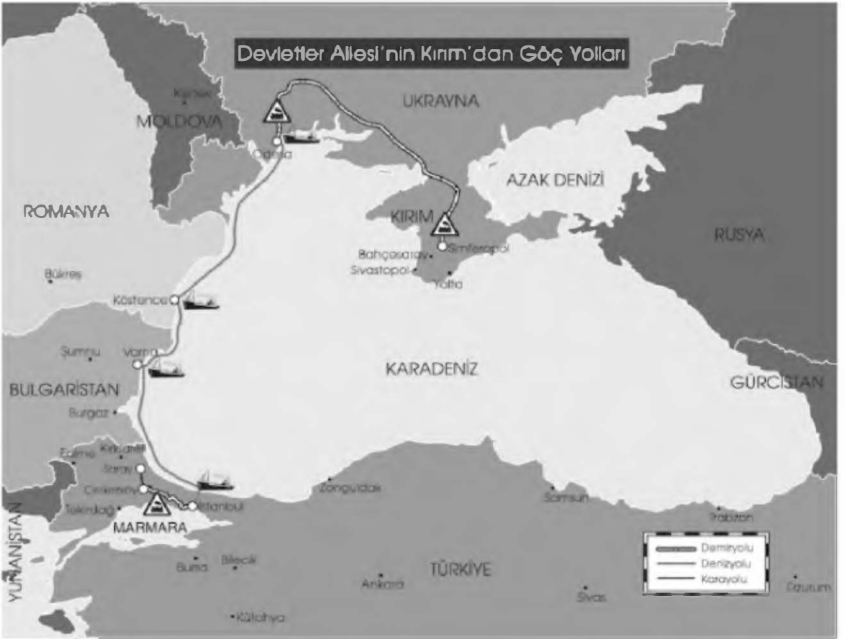 Devletler Ailesi'nin Kırım'dan Göç Yolları
UKRAYNA
MOLDOVA
Odesa
AZAK DENİZİ
ROMANYA
KIRIM
Simferopol
RUSYA
Bahçesaray
Sivastopol
Yalta
Bükreş
Köstence
Şumnu
Varna
KARADENİZ
GÜRCİSTAN
BULGARİSTAN
Burgaz
Edirne
Kırklareli
Saray
Çerkezköy
İstanbul
Tekirdağ
MARMARA
Zonguldak
Samsun
Trabzon
YUNANİSTAN
Bursa
Bilecik
TÜRKİYE
Ankara
Sivas
Erzurum
Kütahya
Demiryolu
Denizyolu
Karayolu